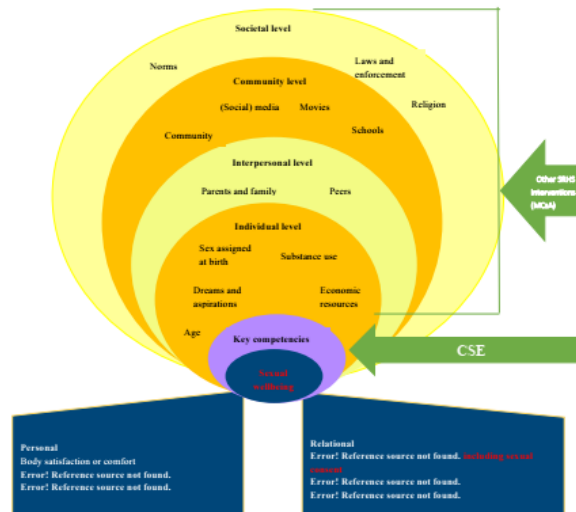 Societal level
Norms
Laws and
enforcement
Religion
Community level
(Social) media
Movies
Community
Schools
Interpersonal level
Parents and family
Peers
Individual level
Sex assigned
at birth
Substance use
Dreams and
aspirations
Economic
resources
Age
Key competencies
Sexual
wellbeing
Other SRHS
Interventions
(MCzA)
CSE
Personal
Body satisfaction or comfort
Error! Reference source not found.
Error! Reference source not found.
Relational
Error! Reference source not found. including sexual
consent
Error! Reference source not found.
Error! Reference source not found.